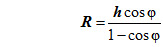 R = h cos φ / 1 − cos φ